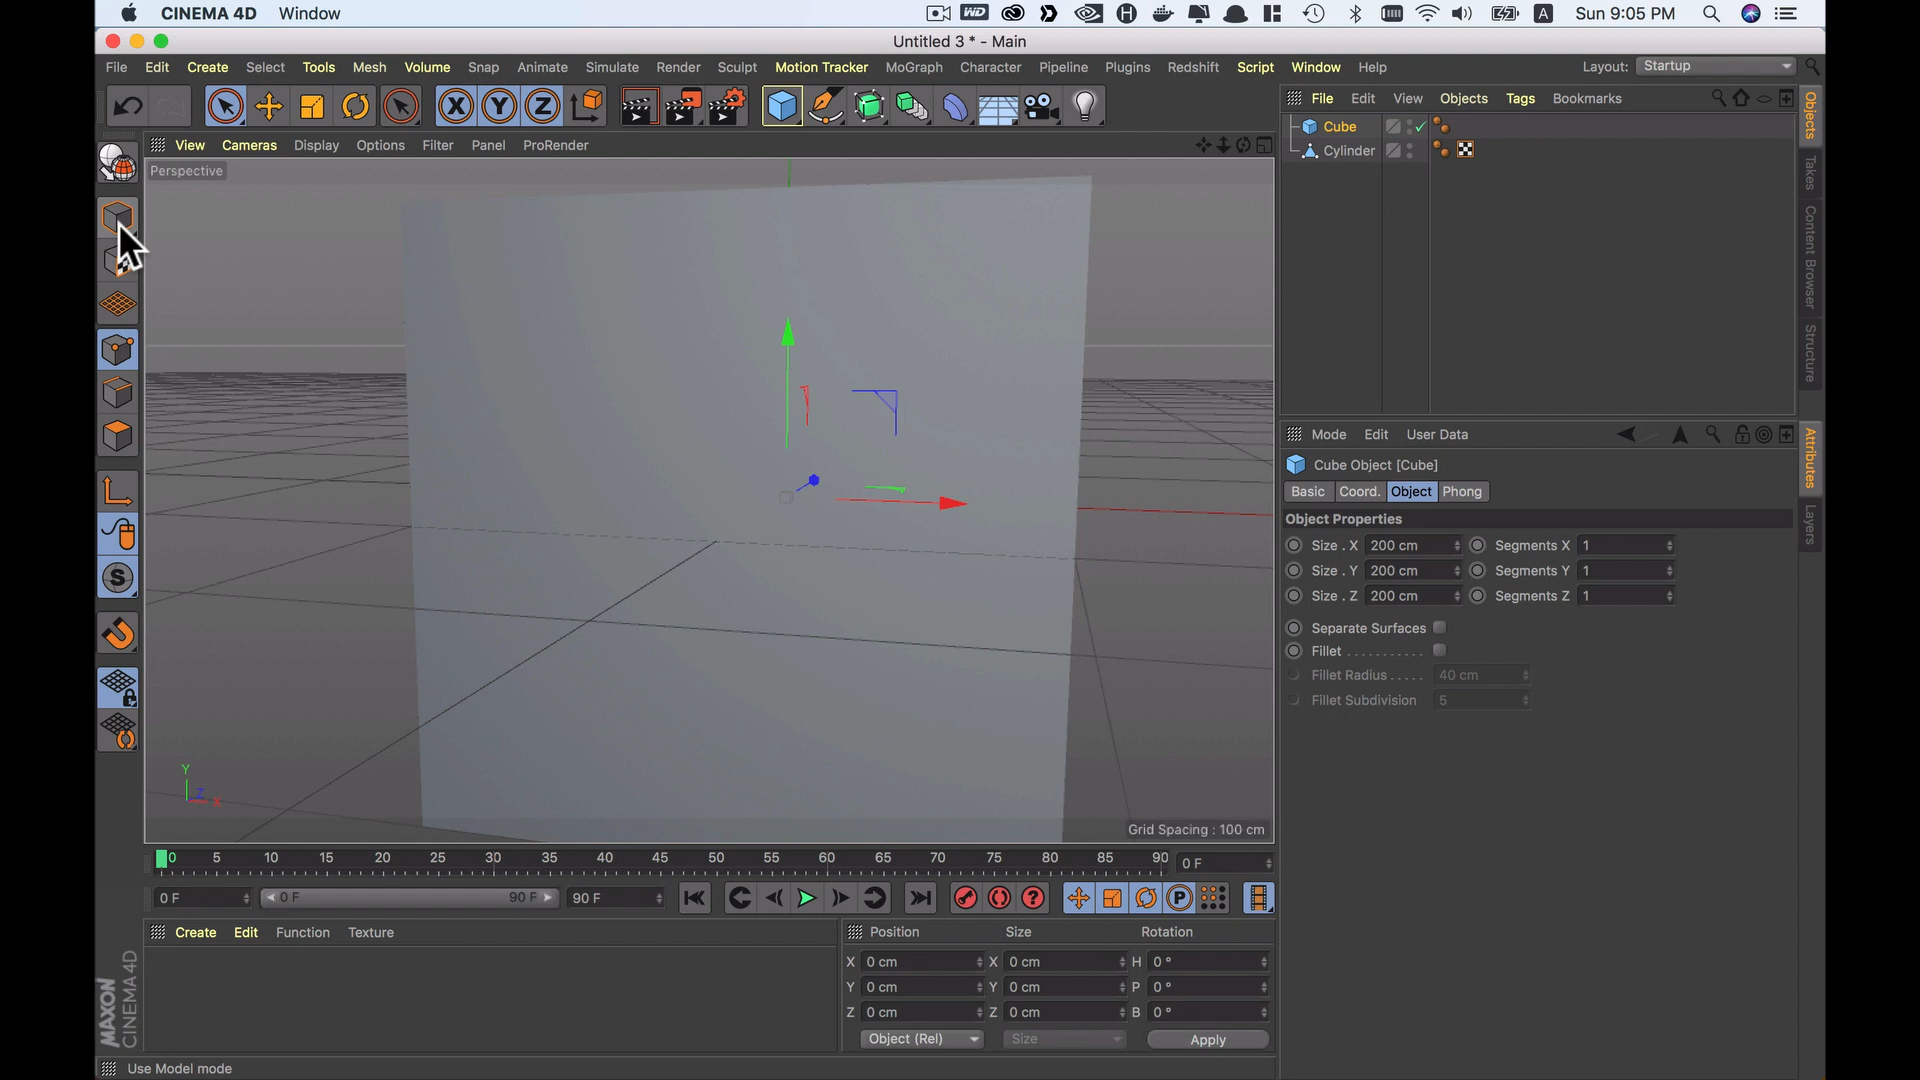 CINEMA 4D Window Sun 9:05 PM
Untitled 3 * - Main
File Edit Create Select Tools Mesh Volume Snap Animate Simulate Render Sculpt Motion Tracker MoGraph Character Pipeline Plugins Redshift Script Window Help Layout: Startup
File Edit View Objects Tags Bookmarks
Cube
Cylinder
View Cameras Display Options Filter Panel ProRender
Perspective
Y
Z
X
Grid Spacing : 100 cm
Mode Edit User Data
Cube Object [Cube]
Basic Coord. Object Phong
Object Properties
Size . X 200 cm Segments X 1
Size . Y 200 cm Segments Y 1
Size . Z 200 cm Segments Z 1
Separate Surfaces
Fillet . . . . . . . . . . .
Fillet Radius . . . . . 40 cm
Fillet Subdivision 5
Objects
Takes
Content Browser
Structure
Attributes
Layers
0 5 10 15 20 25 30 35 40 45 50 55 60 65 70 75 80 85 90 0 F
0 F 0 F 90 F 90 F
Create Edit Function Texture
Position Size Rotation
X 0 cm X 0 cm H 0 °
Y 0 cm Y 0 cm P 0 °
Z 0 cm Z 0 cm B 0 °
Object (Rel) Size Apply
MAXON
CINEMA 4D
Use Model mode